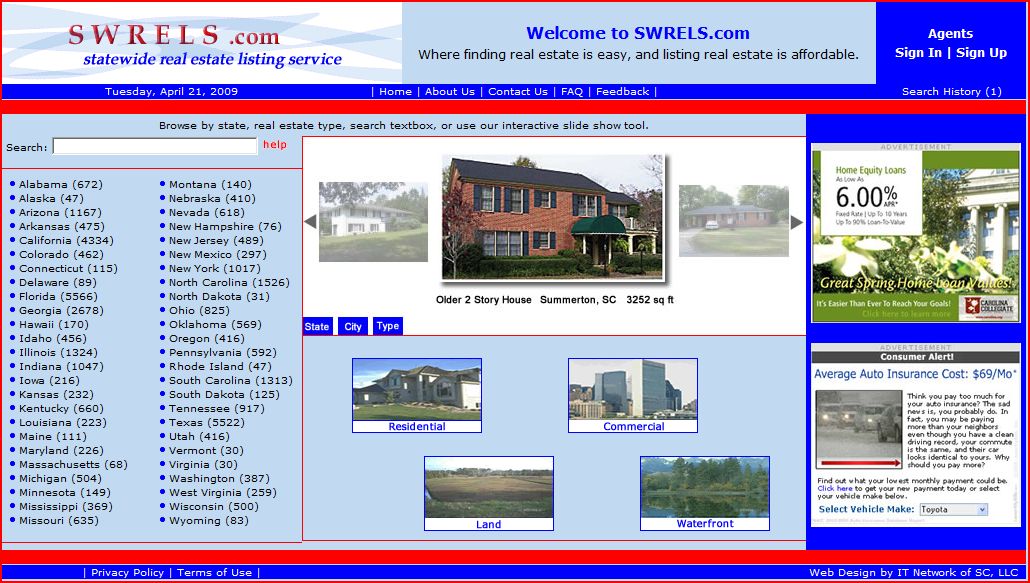 SWRELS.com
statewide real estate listing service
Welcome to SWRELS.com
Where finding real estate is easy, and listing real estate is affordable.
Agents
Sign In | Sign Up
Tuesday, April 21, 2009
| Home | About Us | Contact Us | FAQ | Feedback |
Search History (1)
Browse by state, real estate type, search textbox, or use our interactive slide show tool.
Search:
help
Alabama (672)
Alaska (47)
Arizona (1167)
Arkansas (475)
California (4334)
Colorado (462)
Connecticut (115)
Delaware (89)
Florida (5566)
Georgia (2678)
Hawaii (170)
Idaho (456)
Illinois (1324)
Indiana (1047)
Iowa (216)
Kansas (232)
Kentucky (660)
Louisiana (223)
Maine (111)
Maryland (226)
Massachusetts (68)
Michigan (504)
Minnesota (149)
Mississippi (369)
Missouri (635)
Montana (140)
Nebraska (410)
Nevada (618)
New Hampshire (76)
New Jersey (489)
New Mexico (297)
New York (1017)
North Carolina (1526)
North Dakota (31)
Ohio (825)
Oklahoma (569)
Oregon (416)
Pennsylvania (592)
Rhode Island (47)
South Carolina (1313)
South Dakota (125)
Tennessee (917)
Texas (5522)
Utah (416)
Vermont (30)
Virginia (30)
Washington (387)
West Virginia (259)
Wisconsin (500)
Wyoming (83)
Older 2 Story House Summerton, SC 3252 sq ft
State
City
Type
Residential
Commercial
Land
Waterfront
ADVERTISEMENT
Home Equity Loans
As Low As
6.00%
APR*
Fixed Rate | Up To 10 Years
Up To 90% Loan-To-Value
Great Spring Home Loan Values!
It's Easier Than Ever To Reach Your Goals!
Click here to learn more
CAROLINA
COLLEGIATE
ADVERTISEMENT
Consumer Alert!
Average Auto Insurance Cost: $69/Mo*
Think you pay too much for
your auto insurance? The sad
news is, you probably do. In
fact, you may be paying
more than your neighbors
even though you have a clean
driving record, your commute
is the same, and their car
looks identical to yours. Why
should you pay more?
Find out what your lowest monthly payment could be.
Click here to get your new payment today or select
your vehicle make below.
Select Vehicle Make: Toyota
| Privacy Policy | Terms of Use |
Web Design by IT Network of SC, LLC